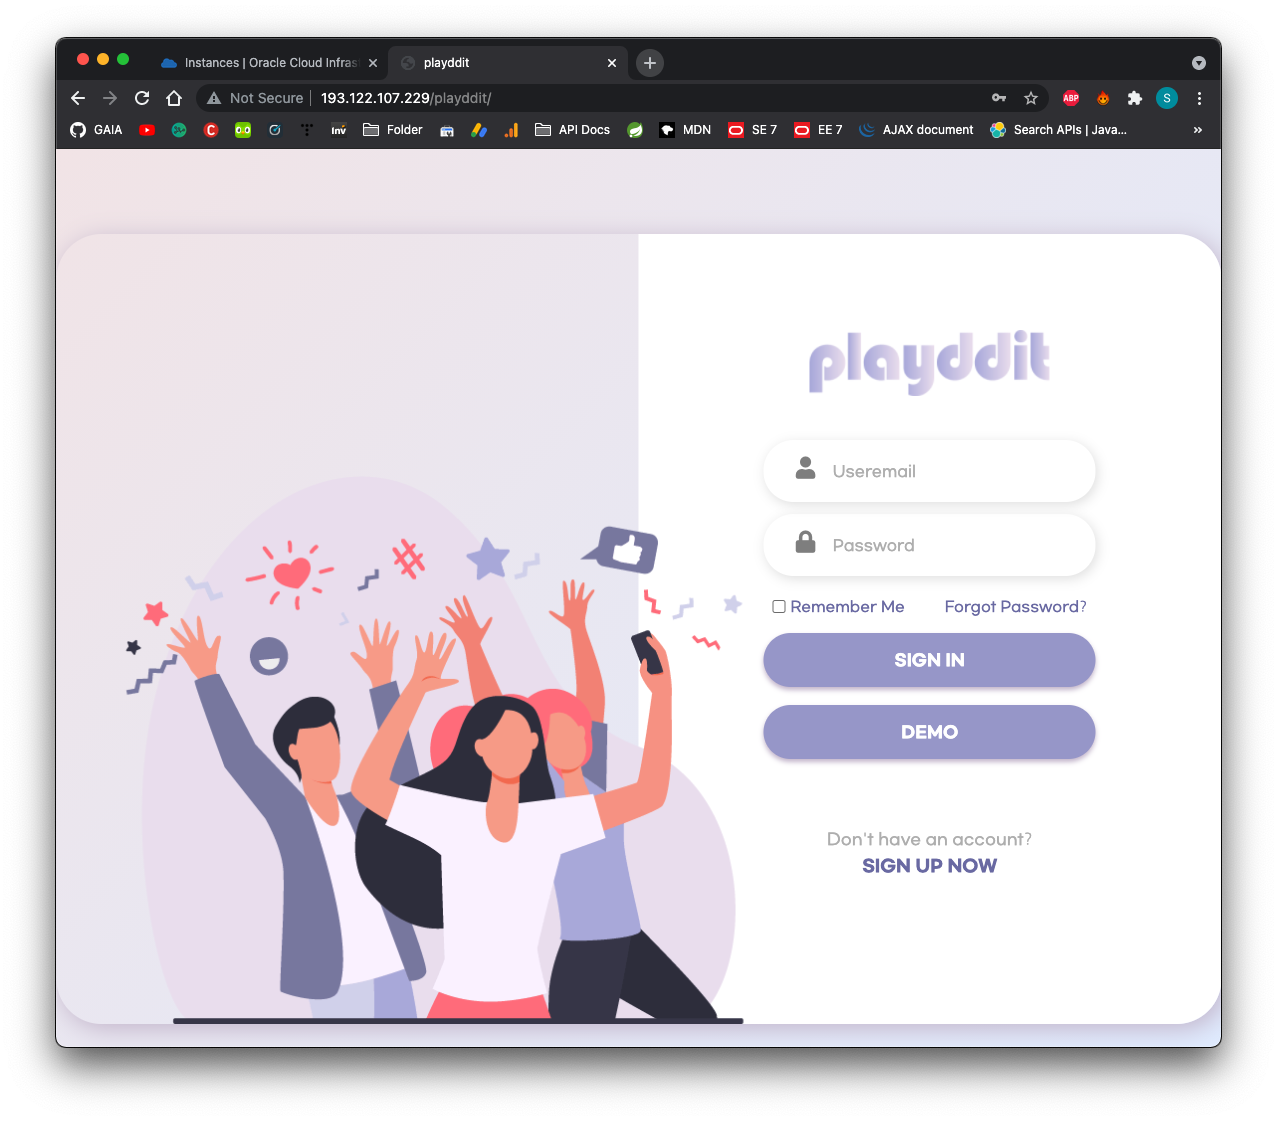 Instances | Oracle Cloud Infras
playddit
Not Secure | 193.122.107.229/playddit/
ABP
S
GAIA
inv
Folder
API Docs
MDN
SE 7
EE 7
AJAX document
Search APIs | Java...
»
playddit
Useremail
Password
Remember Me Forgot Password?
SIGN IN
DEMO
Don't have an account?
SIGN UP NOW